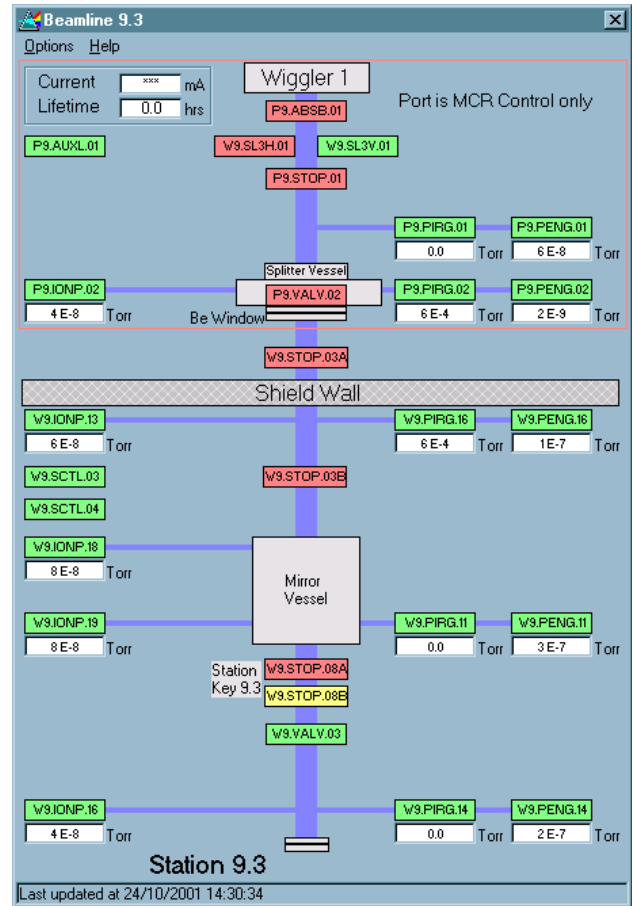 Beamline 9.3
Options Help
Current *** mA
Lifetime 0.0 hrs
Wiggler 1
Port is MCR Control only
P9.ABSB.01
P9.AUXL.01
W9.SL3H.01 W9.SL3V.01
P9.STOP.01
P9.PIRG.01 P9.PENG.01
0.0 Torr 6 E-8 Torr
Splitter Vessel
P9.IONP.02 P9.VALV.02 P9.PIRG.02 P9.PENG.02
4 E-8 Torr Be Window 6 E-4 Torr 2 E-9 Torr
W9.STOP.03A
Shield Wall
W9.IONP.13 W9.PIRG.16 W9.PENG.16
6 E-8 Torr 6 E-4 Torr 1E-7 Torr
W9.SCTL.03 W9.STOP.03B
W9.SCTL.04
W9.IONP.18
8 E-8 Torr
Mirror
Vessel
W9.IONP.19 W9.PIRG.11 W9.PENG.11
8 E-8 Torr 0.0 Torr 3 E-7 Torr
Station W9.STOP.08A
Key 9.3 W9.STOP.08B
W9.VALV.03
W9.IONP.16 W9.PIRG.14 W9.PENG.14
4 E-8 Torr 0.0 Torr 2 E-7 Torr
Station 9.3
Last updated at 24/10/2001 14:30:34